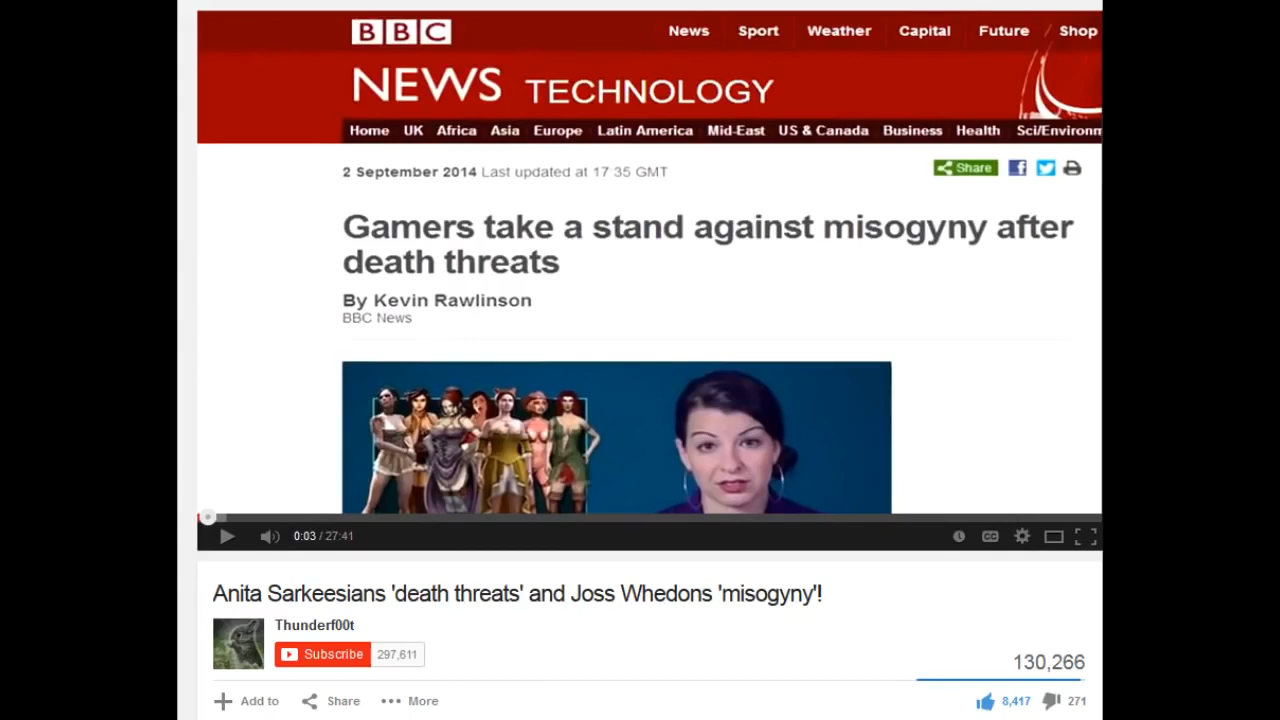 BBC News Sport Weather Capital Future Shop
NEWS TECHNOLOGY
Home UK Africa Asia Europe Latin America Mid-East US & Canada Business Health Sci/Environm
2 September 2014 Last updated at 17:35 GMT Share
Gamers take a stand against misogyny after
death threats
By Kevin Rawlinson
BBC News
0:03 / 27:41 CC
Anita Sarkeesians 'death threats' and Joss Whedons 'misogyny'!
Thunderf00t
Subscribe 297,611
130,266
Add to Share More 8,417 271